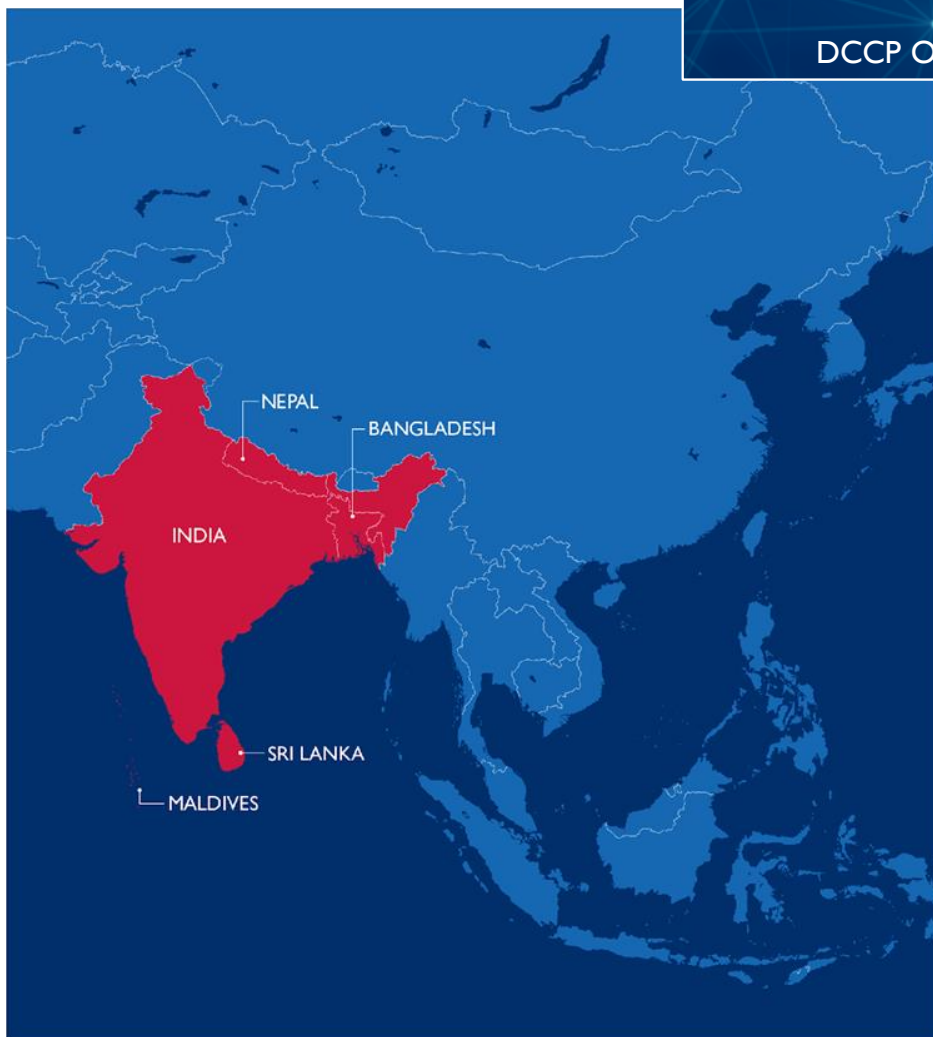 DCCP O
NEPAL
BANGLADESH
INDIA
SRI LANKA
MALDIVES